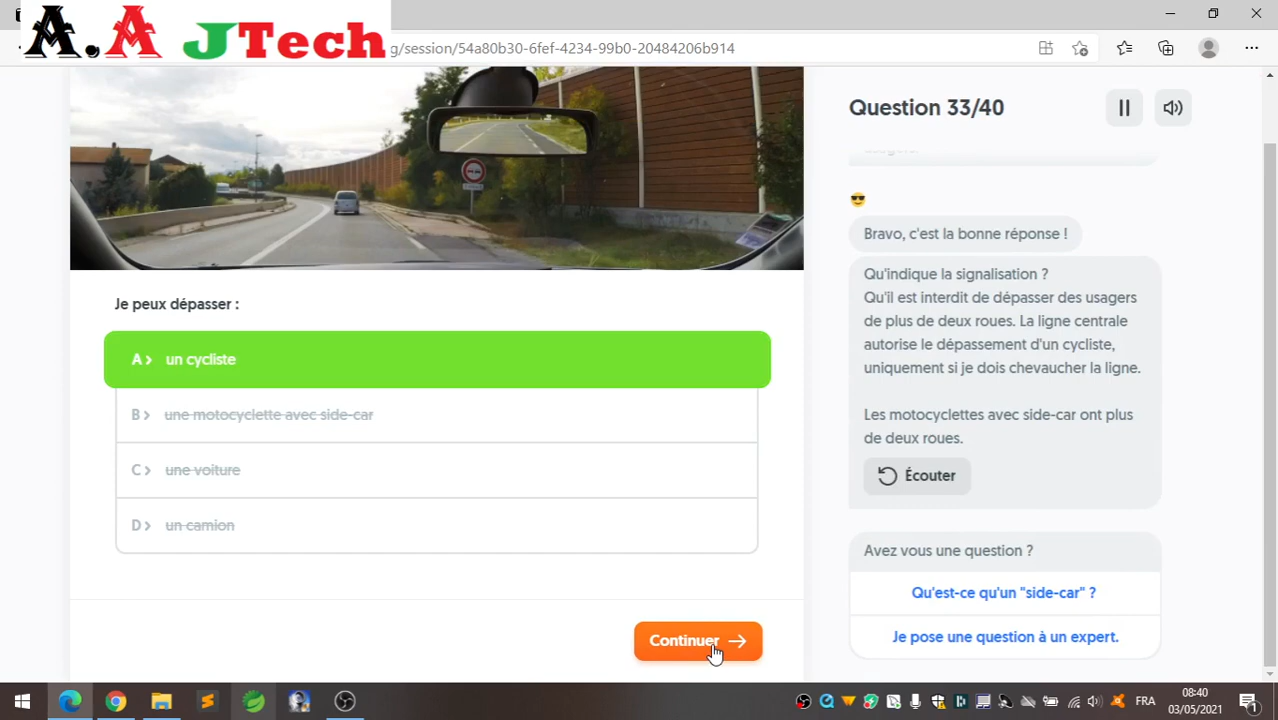 A.A JTech
g/session/54a80b30-6fef-4234-99b0-20484206b914
Question 33/40
Bravo, c'est la bonne réponse !
Qu'indique la signalisation ?
Qu'il est interdit de dépasser des usagers
de plus de deux roues. La ligne centrale
autorise le dépassement d'un cycliste,
uniquement si je dois chevaucher la ligne.
Les motocyclettes avec side-car ont plus
de deux roues.
Écouter
Je peux dépasser :
A > un cycliste
B > une motocyclette avec side-car
C > une voiture
D > un camion
Avez vous une question ?
Qu'est-ce qu'un "side-car" ?
Je pose une question à un expert.
Continuer
FRA
08:40
03/05/2021
1